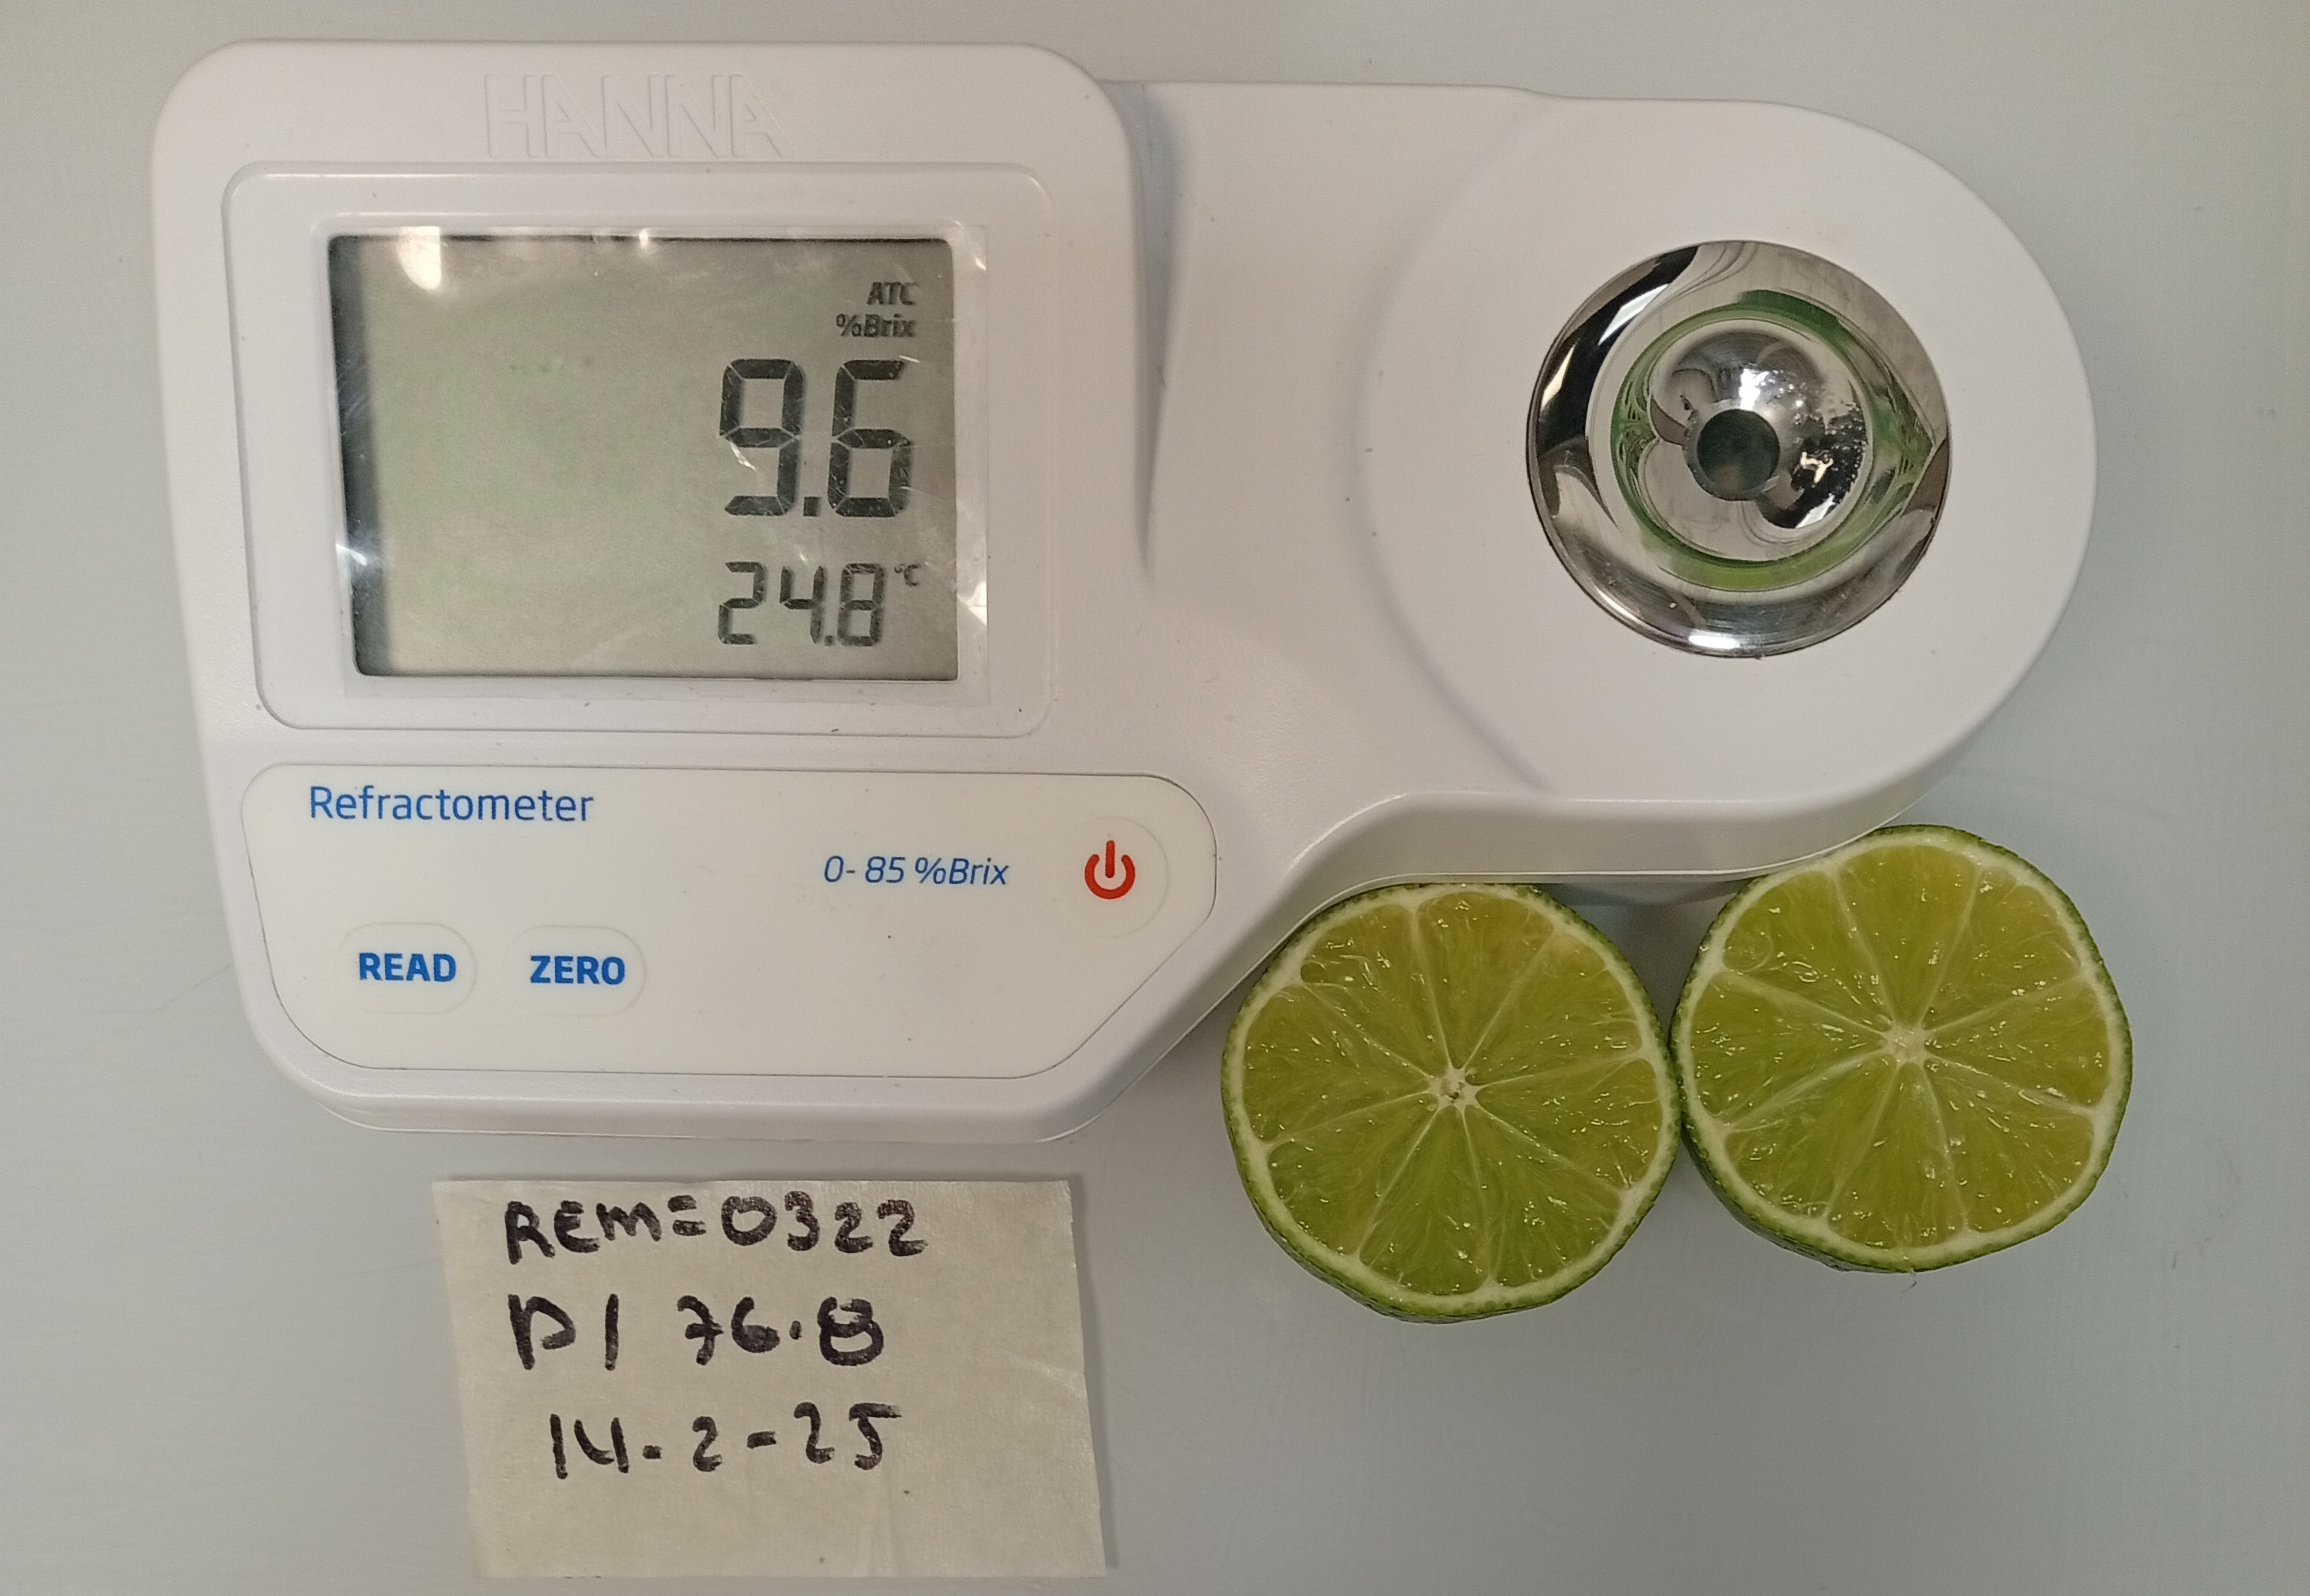 HANNA
ATC
%Brix
9.6
24.8 °C
Refractometer
0-85 %Brix
READ ZERO
REM=0322
P/ 76.8
14-2-25